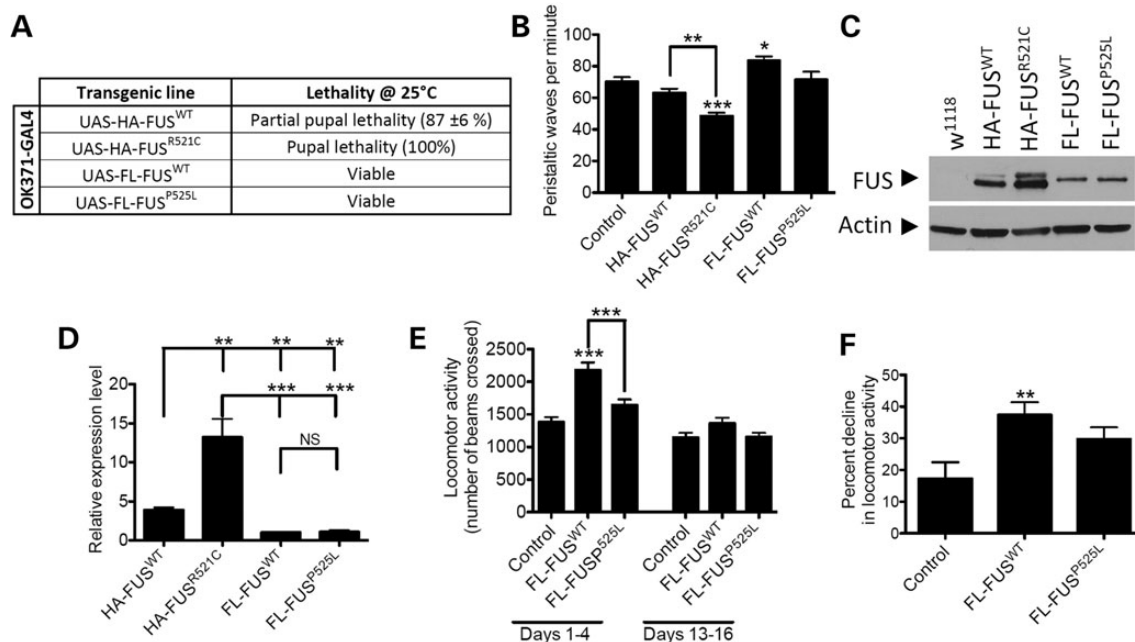 A
Transgenic line Lethality @ 25°C
OK371-GAL4
UAS-HA-FUS^WT Partial pupal lethality (87 ±6 %)
UAS-HA-FUS^R521C Pupal lethality (100%)
UAS-FL-FUS^WT Viable
UAS-FL-FUS^P525L Viable
B
Peristaltic waves per minute
100
80
60
40
20
0
**
***
*
Control
HA-FUS^WT
HA-FUS^R521C
FL-FUS^WT
FL-FUS^P525L
C
w^1118
HA-FUS^WT
HA-FUS^R521C
FL-FUS^WT
FL-FUS^P525L
FUS
Actin
D
Relative expression level
20
15
10
5
0
** ** **
*** ***
NS
HA-FUS^WT
HA-FUS^R521C
FL-FUS^WT
FL-FUS^P525L
E
Locomotor activity
(number of beams crossed)
2500
2000
1500
1000
500
0
***
***
Control
FL-FUS^WT
FL-FUS^P525L
Control
FL-FUS^WT
FL-FUS^P525L
Days 1-4
Days 13-16
F
Percent decline
in locomotor activity
50
40
30
20
10
0
**
Control
FL-FUS^WT
FL-FUS^P525L